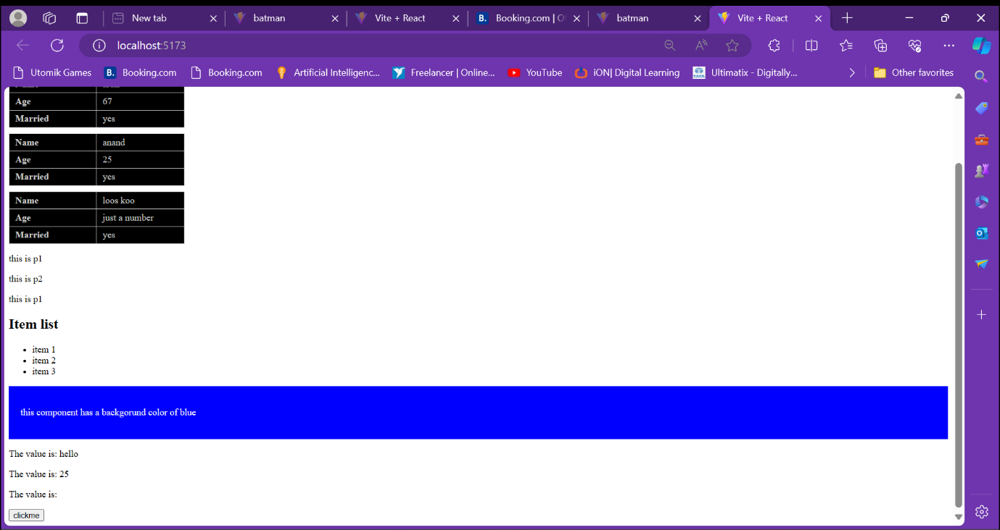 New tab
batman
Vite + React
Booking.com | O
batman
Vite + React
localhost:5173
Utomik Games
B. Booking.com
Booking.com
Artificial Intelligenc...
Freelancer | Online...
YouTube
iON| Digital Learning
Ultimatix - Digitally...
Other favorites
Age 67
Married yes
Name anand
Age 25
Married yes
Name loos koo
Age just a number
Married yes
this is p1
this is p2
this is p1
Item list
• item 1
• item 2
• item 3
this component has a backgorund color of blue
The value is: hello
The value is: 25
The value is:
clickme